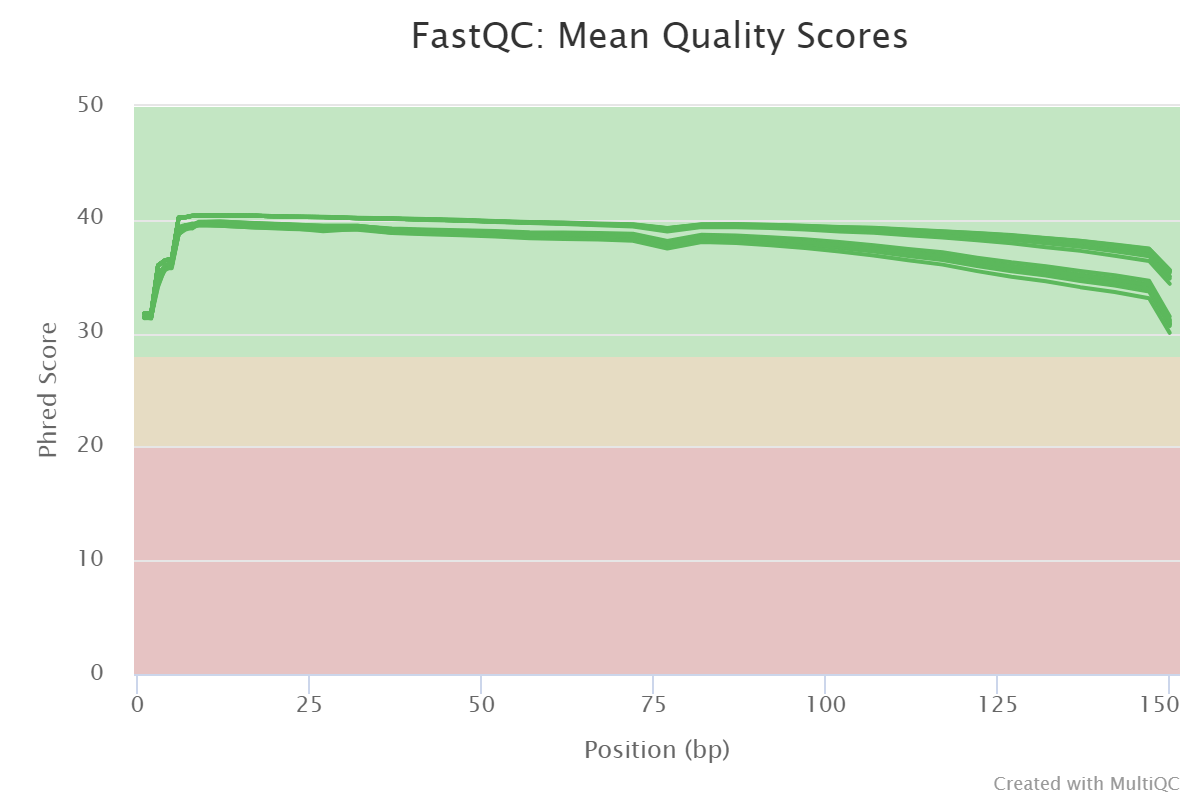 FastQC: Mean Quality Scores
50
40
30
20
10
0
Phred Score
0 25 50 75 100 125 150
Position (bp)
Created with MultiQC